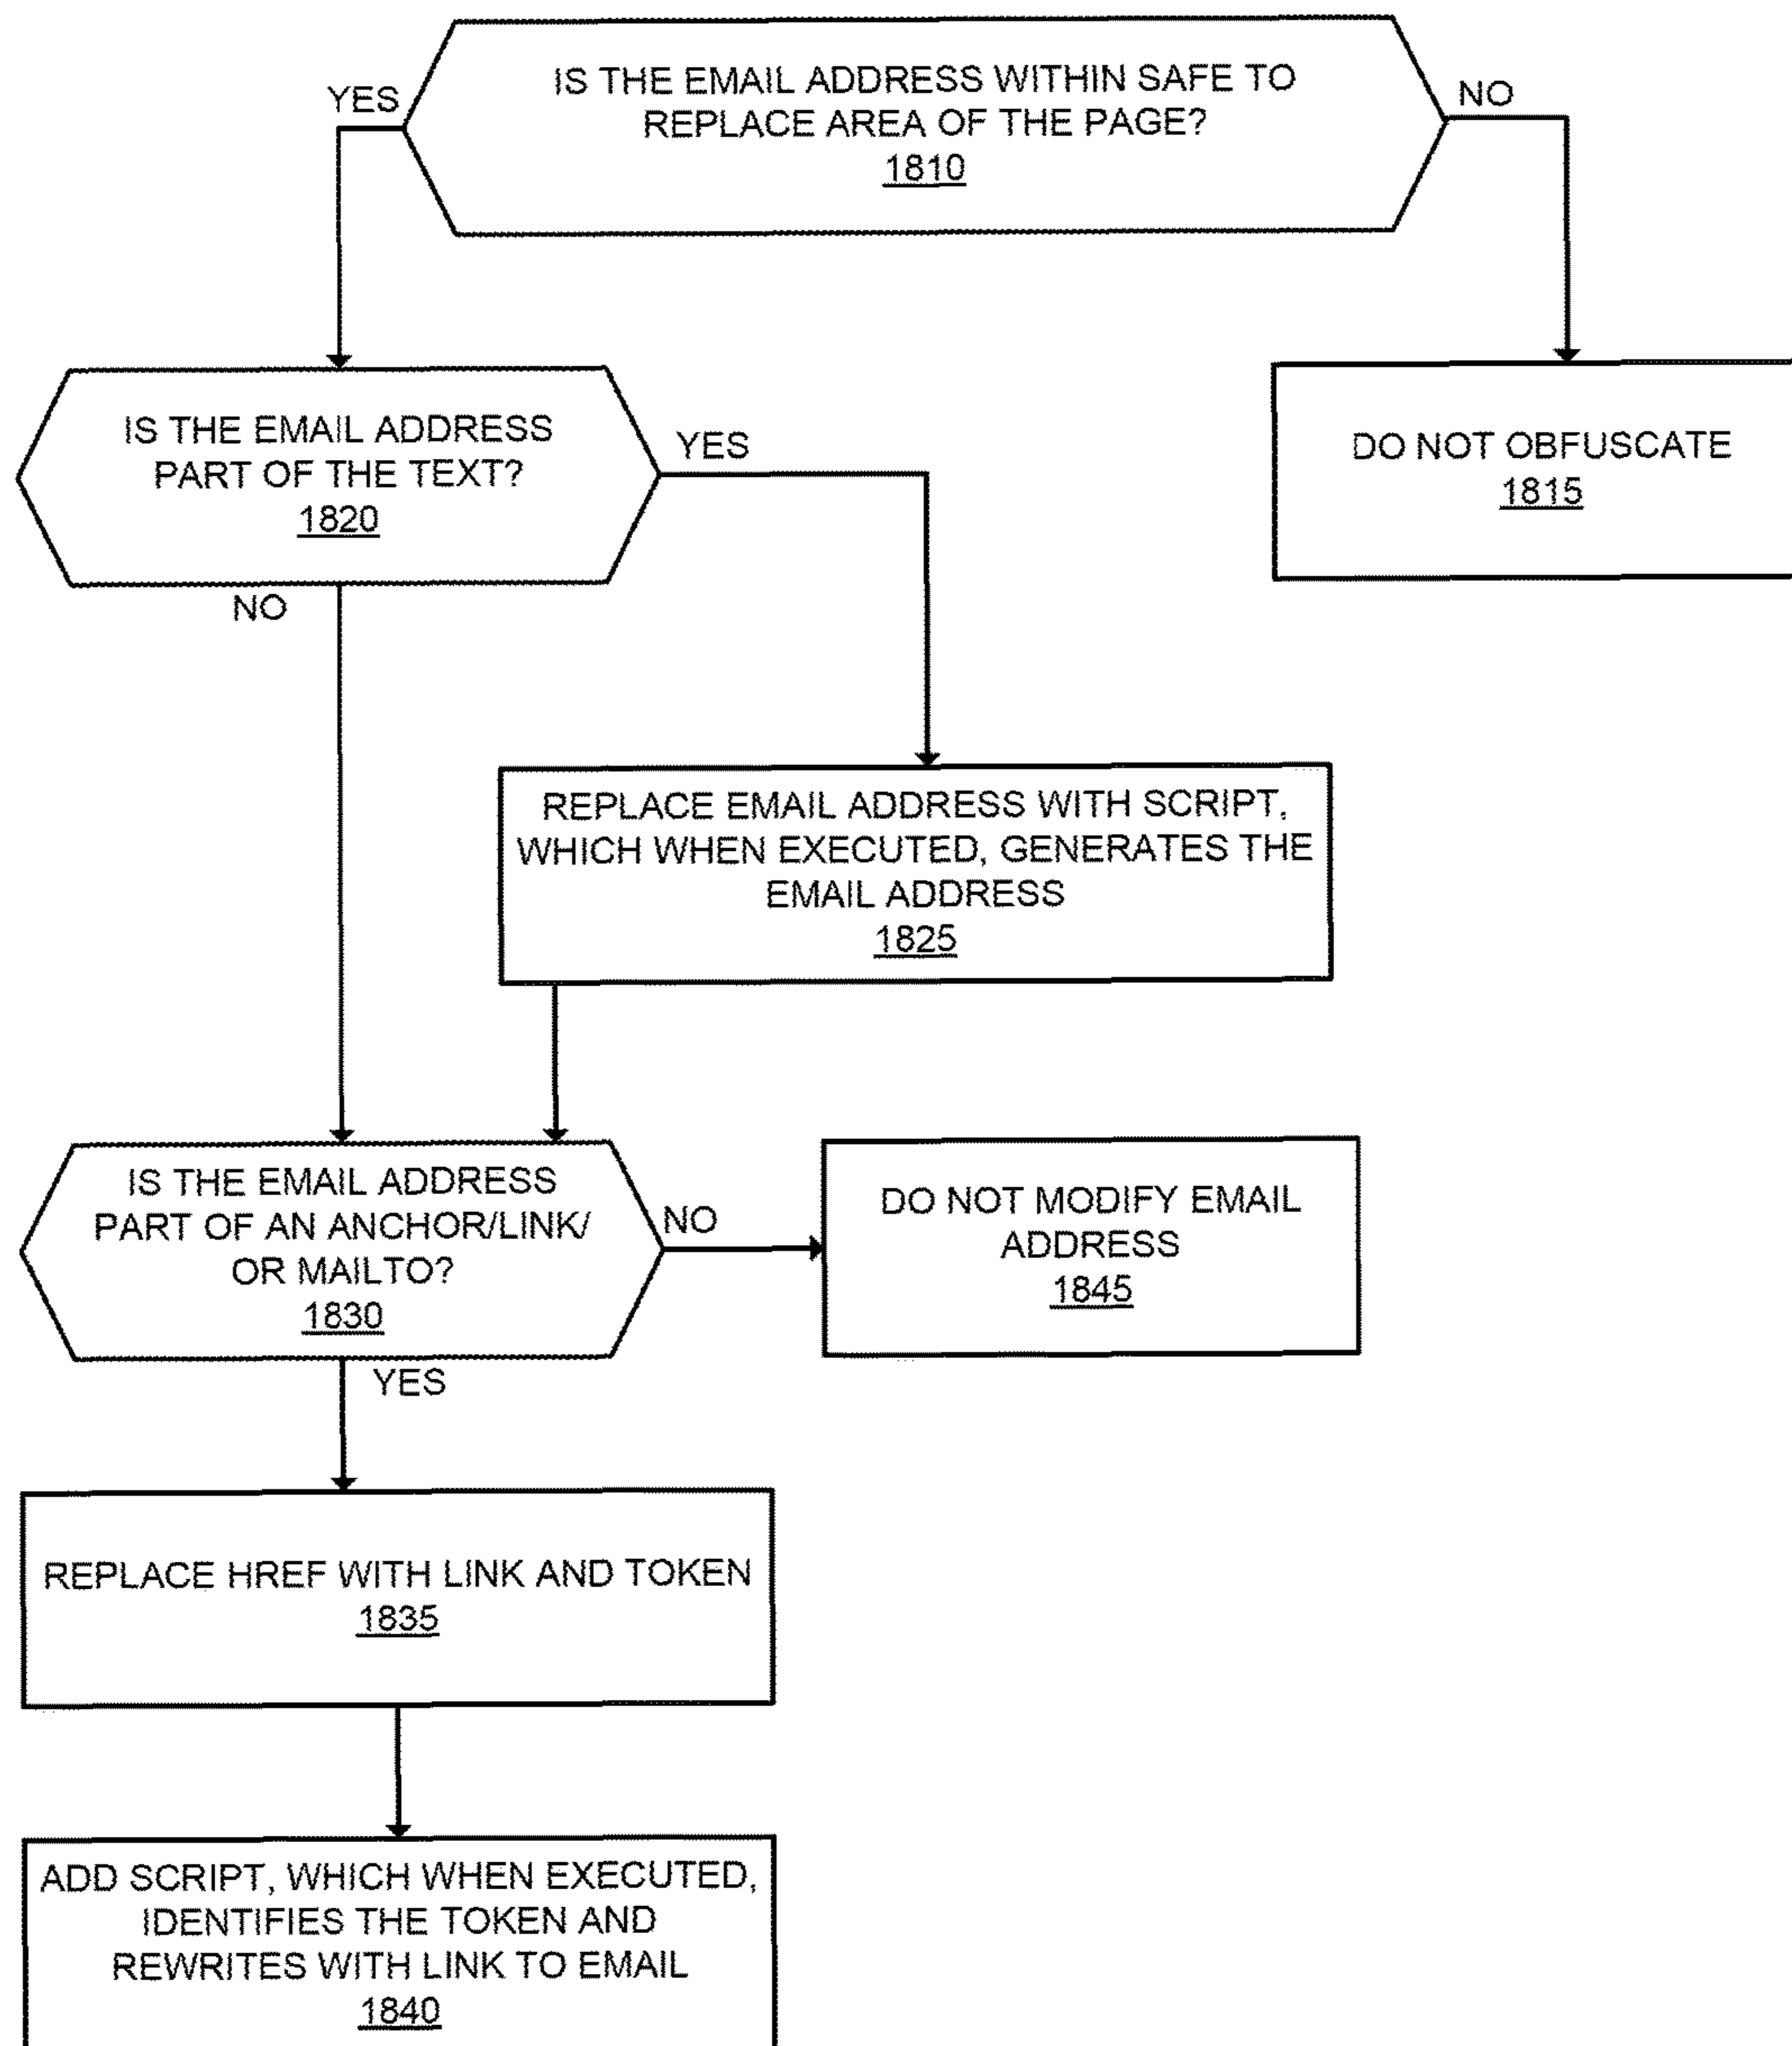 IS THE EMAIL ADDRESS WITHIN SAFE TO
REPLACE AREA OF THE PAGE?
1810
YES
NO
IS THE EMAIL ADDRESS
PART OF THE TEXT?
1820
YES
NO
DO NOT OBFUSCATE
1815
REPLACE EMAIL ADDRESS WITH SCRIPT,
WHICH WHEN EXECUTED, GENERATES THE
EMAIL ADDRESS
1825
IS THE EMAIL ADDRESS
PART OF AN ANCHOR/LINK/
OR MAILTO?
1830
NO
YES
DO NOT MODIFY EMAIL
ADDRESS
1845
REPLACE HREF WITH LINK AND TOKEN
1835
ADD SCRIPT, WHICH WHEN EXECUTED,
IDENTIFIES THE TOKEN AND
REWRITES WITH LINK TO EMAIL
1840